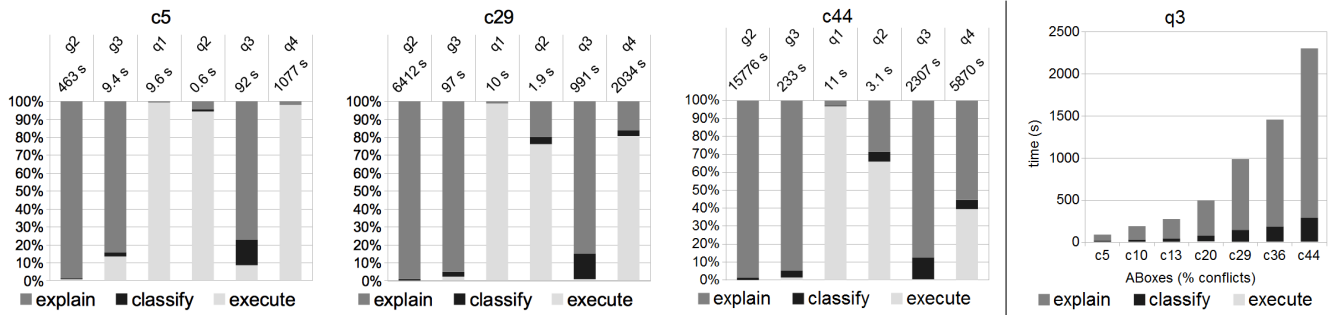 c5
g2 g3 q1 q2 q3 q4
463 s 9.4 s 9.6 s 0.6 s 92 s 1077 s
100%
90%
80%
70%
60%
50%
40%
30%
20%
10%
0%
explain classify execute
c29
g2 g3 q1 q2 q3 q4
6412 s 97 s 10 s 1.9 s 991 s 2034 s
100%
90%
80%
70%
60%
50%
40%
30%
20%
10%
0%
explain classify execute
c44
g2 g3 q1 q2 q3 q4
15776 s 233 s 11 s 3.1 s 2307 s 5870 s
100%
90%
80%
70%
60%
50%
40%
30%
20%
10%
0%
explain classify execute
q3
time (s)
2500
2000
1500
1000
500
0
c5 c10 c13 c20 c29 c36 c44
ABoxes (% conflicts)
explain classify execute